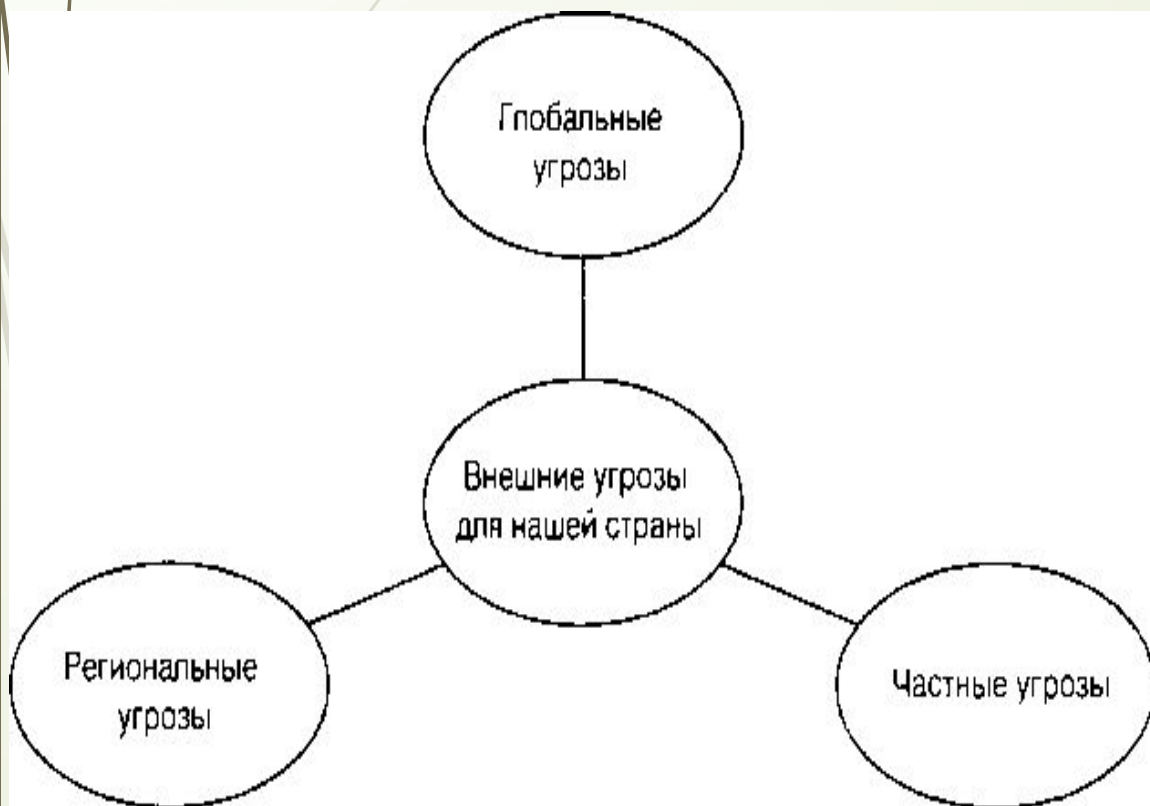 Глобальные
угрозы
Внешние угрозы
для нашей страны
Региональные
угрозы
Частные угрозы